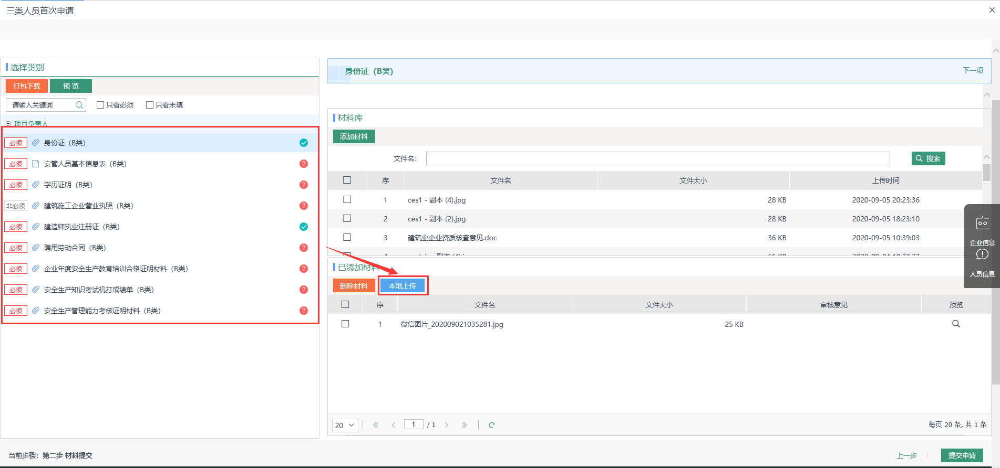 三类人员首次申请
选择类别
打包下载 预 览
请输入关键词 只看必须 只看未填
项目负责人
必须 身份证（B类）
必须 安管人员基本信息表（B类）
必须 学历证明（B类）
非必须 建筑施工企业营业执照（B类）
必须 建造师执业注册证（B类）
必须 聘用劳动合同（B类）
必须 企业年度安全生产教育培训合格证明材料（B类）
必须 安全生产知识考试机打成绩单（B类）
必须 安全生产管理能力考核证明材料（B类）
身份证（B类） 下一项
材料库
添加材料
文件名： 搜索
序 文件名 文件大小 上传时间
1 ces1 - 副本 (4).jpg 28 KB 2020-09-05 20:23:36
2 ces1 - 副本 (2).jpg 28 KB 2020-09-05 18:23:10
3 建筑业企业资质核查意见.doc 36 KB 2020-09-05 10:39:03
已添加材料
删除材料 本地上传
序 文件名 文件大小 审核意见 预览
1 微信图片_202009021035281.jpg 25 KB
20 1 / 1 每页 20 条, 共 1 条
企业信息
人员信息
当前步骤：第二步 材料提交 上一步 提交申请